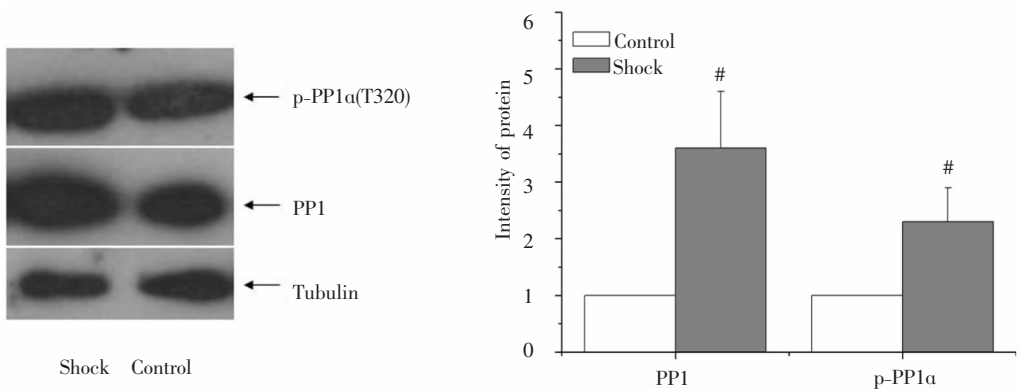 p-PP1α(T320)
PP1
Tubulin
Shock Control
6
5
4
3
2
1
0
Intensity of protein
Control
Shock
#
#
PP1
p-PP1α